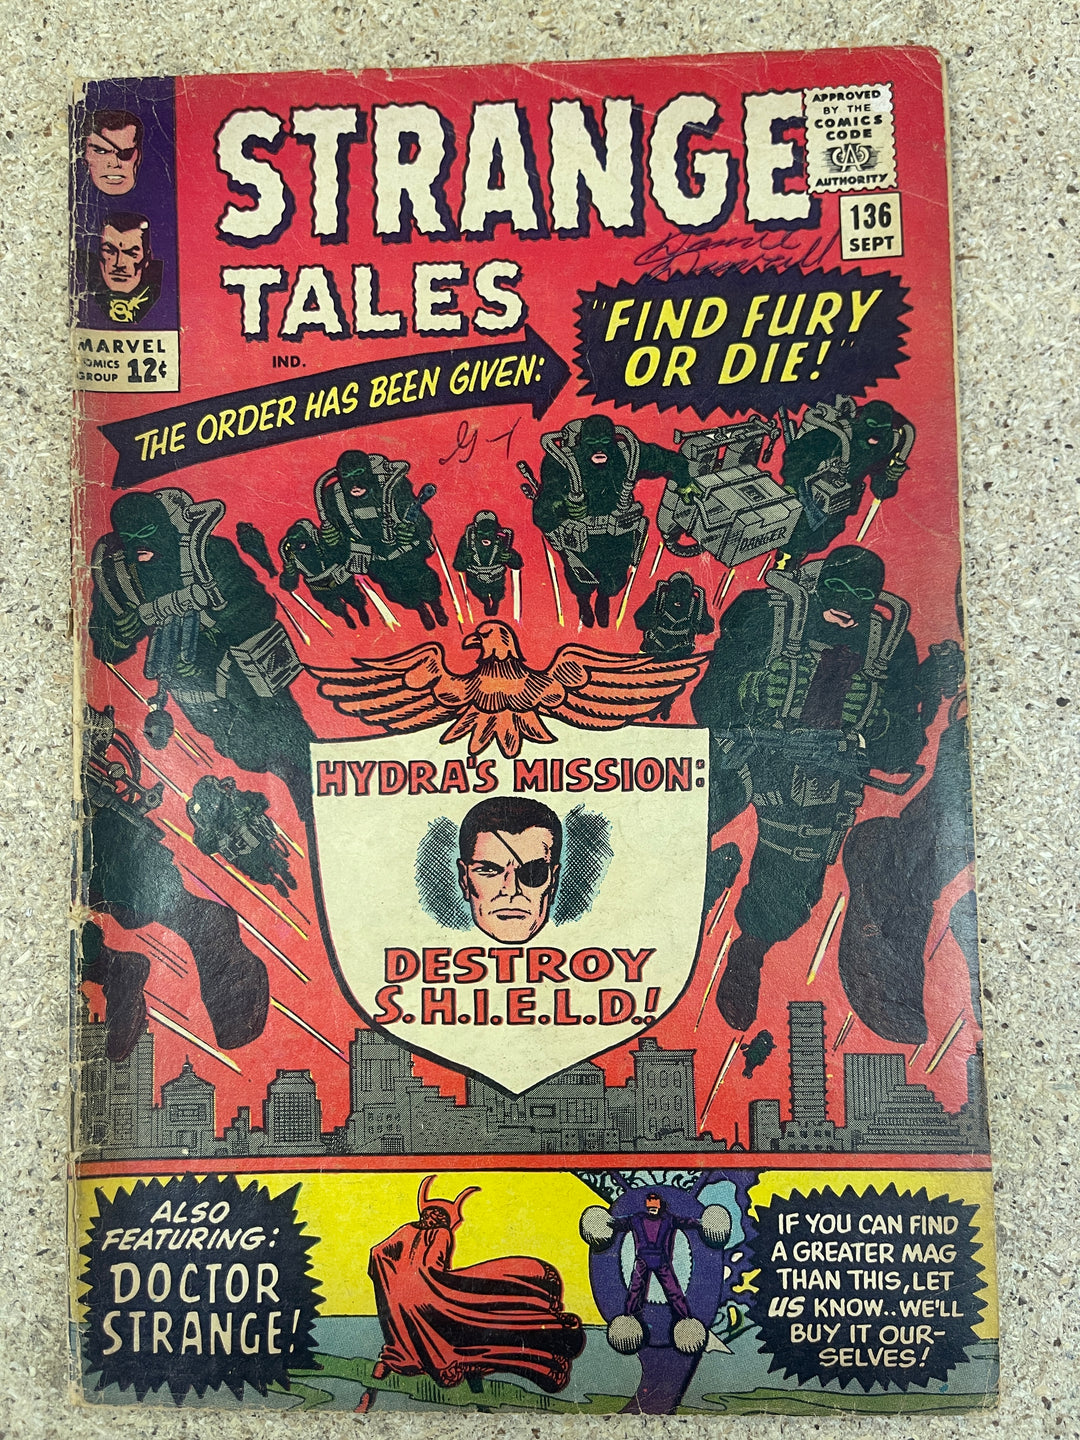 STRANGE
TALES
APPROVED
BY THE
COMICS
CODE
AUTHORITY
136
SEPT
MARVEL
COMICS
GROUP
12¢
IND.
THE ORDER HAS BEEN GIVEN:
"FIND FURY
OR DIE!"
DANGER
HYDRA'S MISSION:
DESTROY
S.H.I.E.L.D.!
ALSO
FEATURING:
DOCTOR
STRANGE!
IF YOU CAN FIND
A GREATER MAG
THAN THIS, LET
US KNOW.. WE'LL
BUY IT OUR-
SELVES!